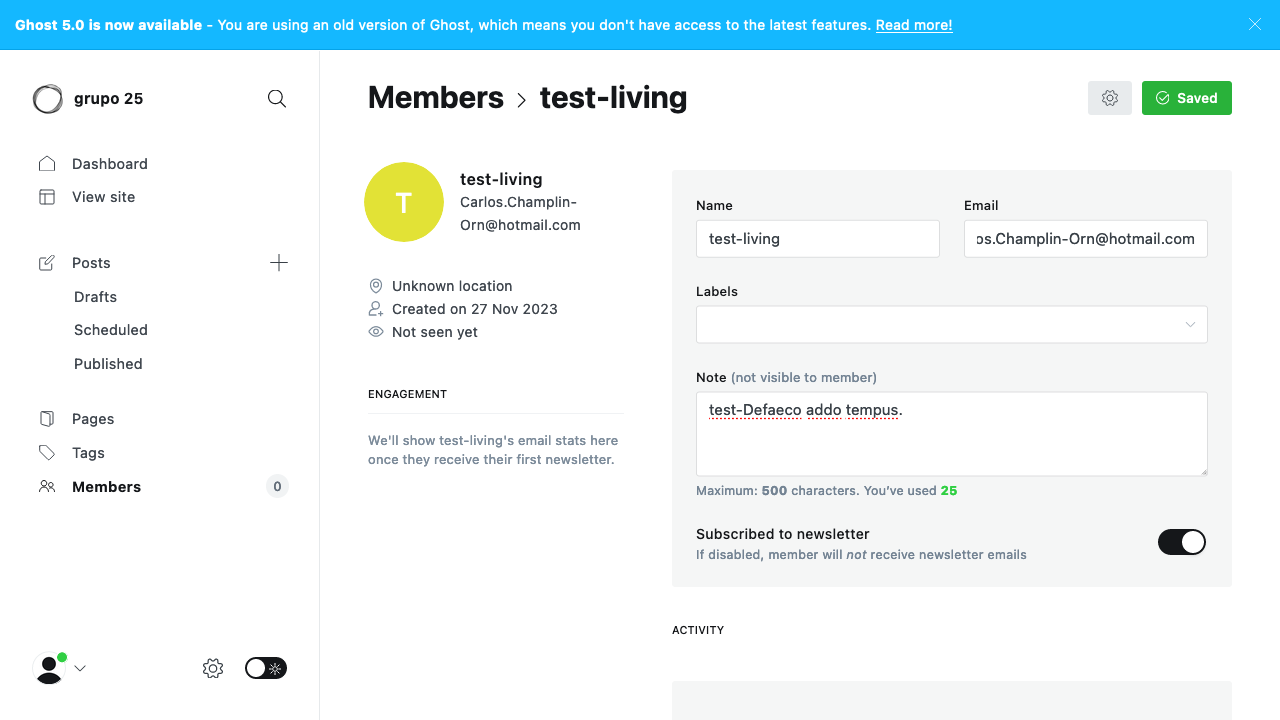 Ghost 5.0 is now available - You are using an old version of Ghost, which means you don't have access to the latest features. Read more!
grupo 25
Dashboard
View site
Posts
Drafts
Scheduled
Published
Pages
Tags
Members 0
Members > test-living
Saved
T
test-living
Carlos.Champlin-
Orn@hotmail.com
Unknown location
Created on 27 Nov 2023
Not seen yet
ENGAGEMENT
We'll show test-living's email stats here
once they receive their first newsletter.
Name Email
test-living os.Champlin-Orn@hotmail.com
Labels
Note (not visible to member)
test-Defaeco addo tempus.
Maximum: 500 characters. You've used 25
Subscribed to newsletter
If disabled, member will not receive newsletter emails
ACTIVITY